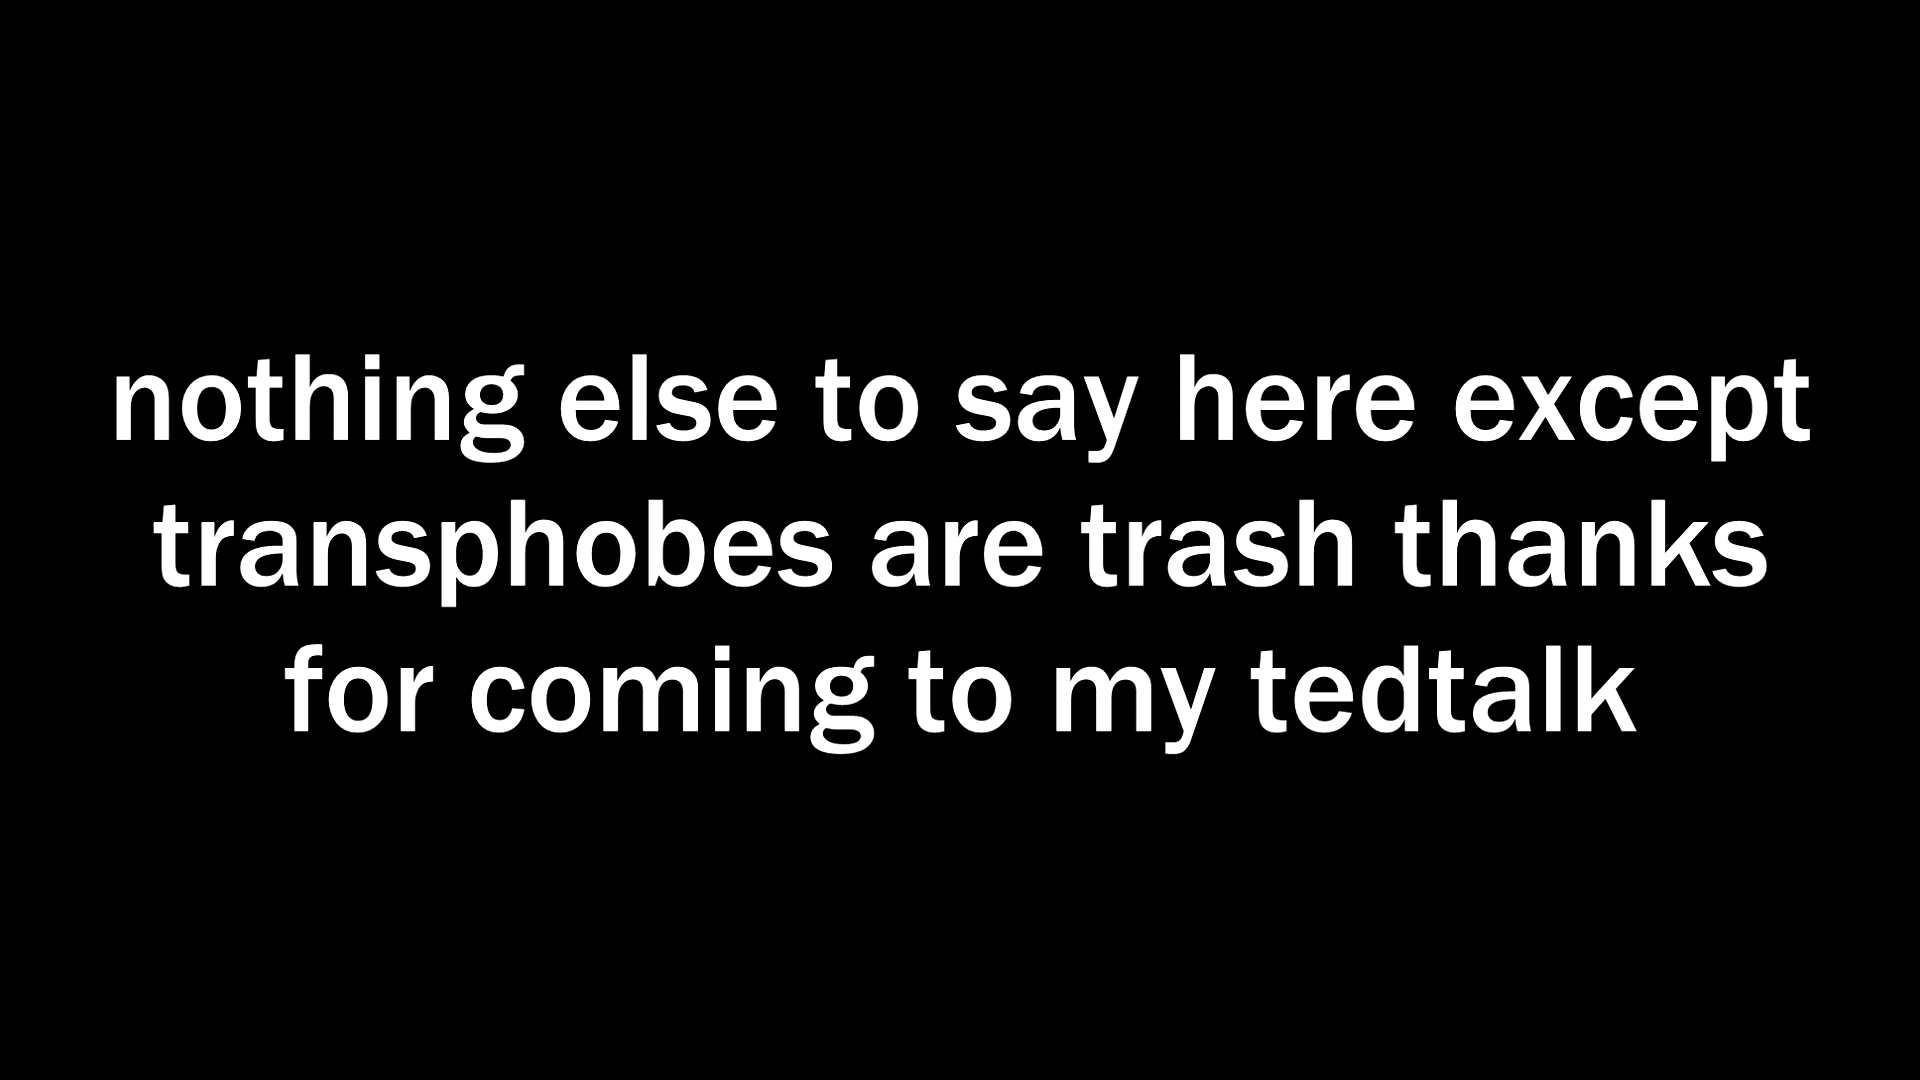 nothing else to say here except
transphobes are trash thanks
for coming to my tedtalk